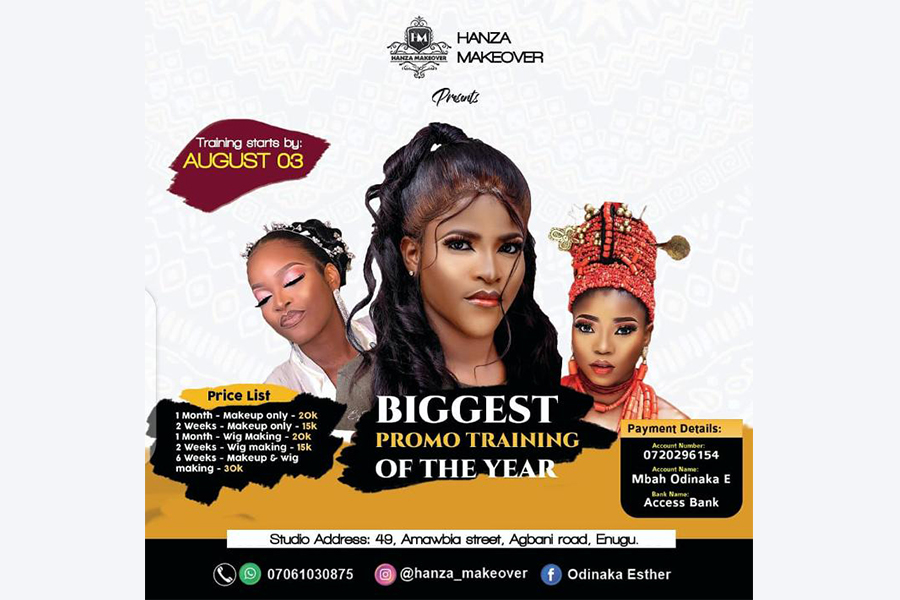 HM
HANZA MAKEOVER
HANZA
MAKEOVER
Presents
Training starts by:
AUGUST 03
Price List
1 Month - Makeup only - 20k
2 Weeks - Makeup only - 15k
1 Month - Wig Making - 20k
2 Weeks - Wig making - 15k
6 Weeks - Makeup & wig
making - 30k
BIGGEST
PROMO TRAINING
OF THE YEAR
Payment Details:
Account Number:
0720296154
Account Name:
Mbah Odinaka E
Bank Name:
Access Bank
Studio Address: 49, Amawbia street, Agbani road, Enugu.
07061030875
@hanza_makeover
Odinaka Esther